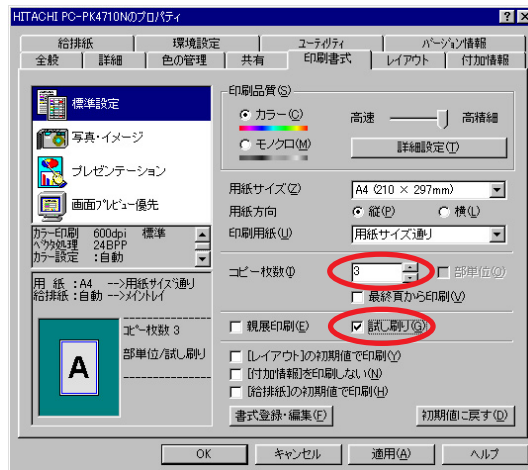 HITACHI PC-PK4710Nのプロパティ
給排紙 環境設定 ユーティリティ バージョン情報
全般 詳細 色の管理 共有 印刷書式 レイアウト 付加情報
標準設定
写真・イメージ
プレゼンテーション
画面プレビュー優先
カラー印刷 600dpi 標準
ベクタ処理 24BPP
カラー設定 :自動
用 紙 :A4 -->用紙サイズ通り
給排紙:自動 -->メイントレイ
コピー枚数 3
部単位/試し刷り
A
印刷品質(S)
カラー(C)
モノクロ(M)
高速 高精細
詳細設定(T)
用紙サイズ(Z) A4 (210 × 297mm)
用紙方向 縦(P) 横(L)
印刷用紙(U) 用紙サイズ通り
コピー枚数(I) 3 部単位(O)
最終頁から印刷(V)
親展印刷(E) 試し刷り(G)
[レイアウト]の初期値で印刷(Y)
[付加情報]を印刷しない(N)
[給排紙]の初期値で印刷(H)
書式登録・編集(F) 初期値に戻す(D)
OK キャンセル 適用(A) ヘルプ